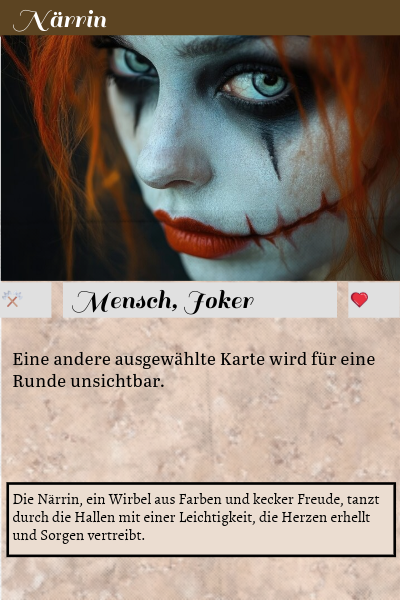 Närrin
Mensch, Joker
Eine andere ausgewählte Karte wird für eine
Runde unsichtbar.
Die Närrin, ein Wirbel aus Farben und kecker Freude, tanzt
durch die Hallen mit einer Leichtigkeit, die Herzen erhellt
und Sorgen vertreibt.